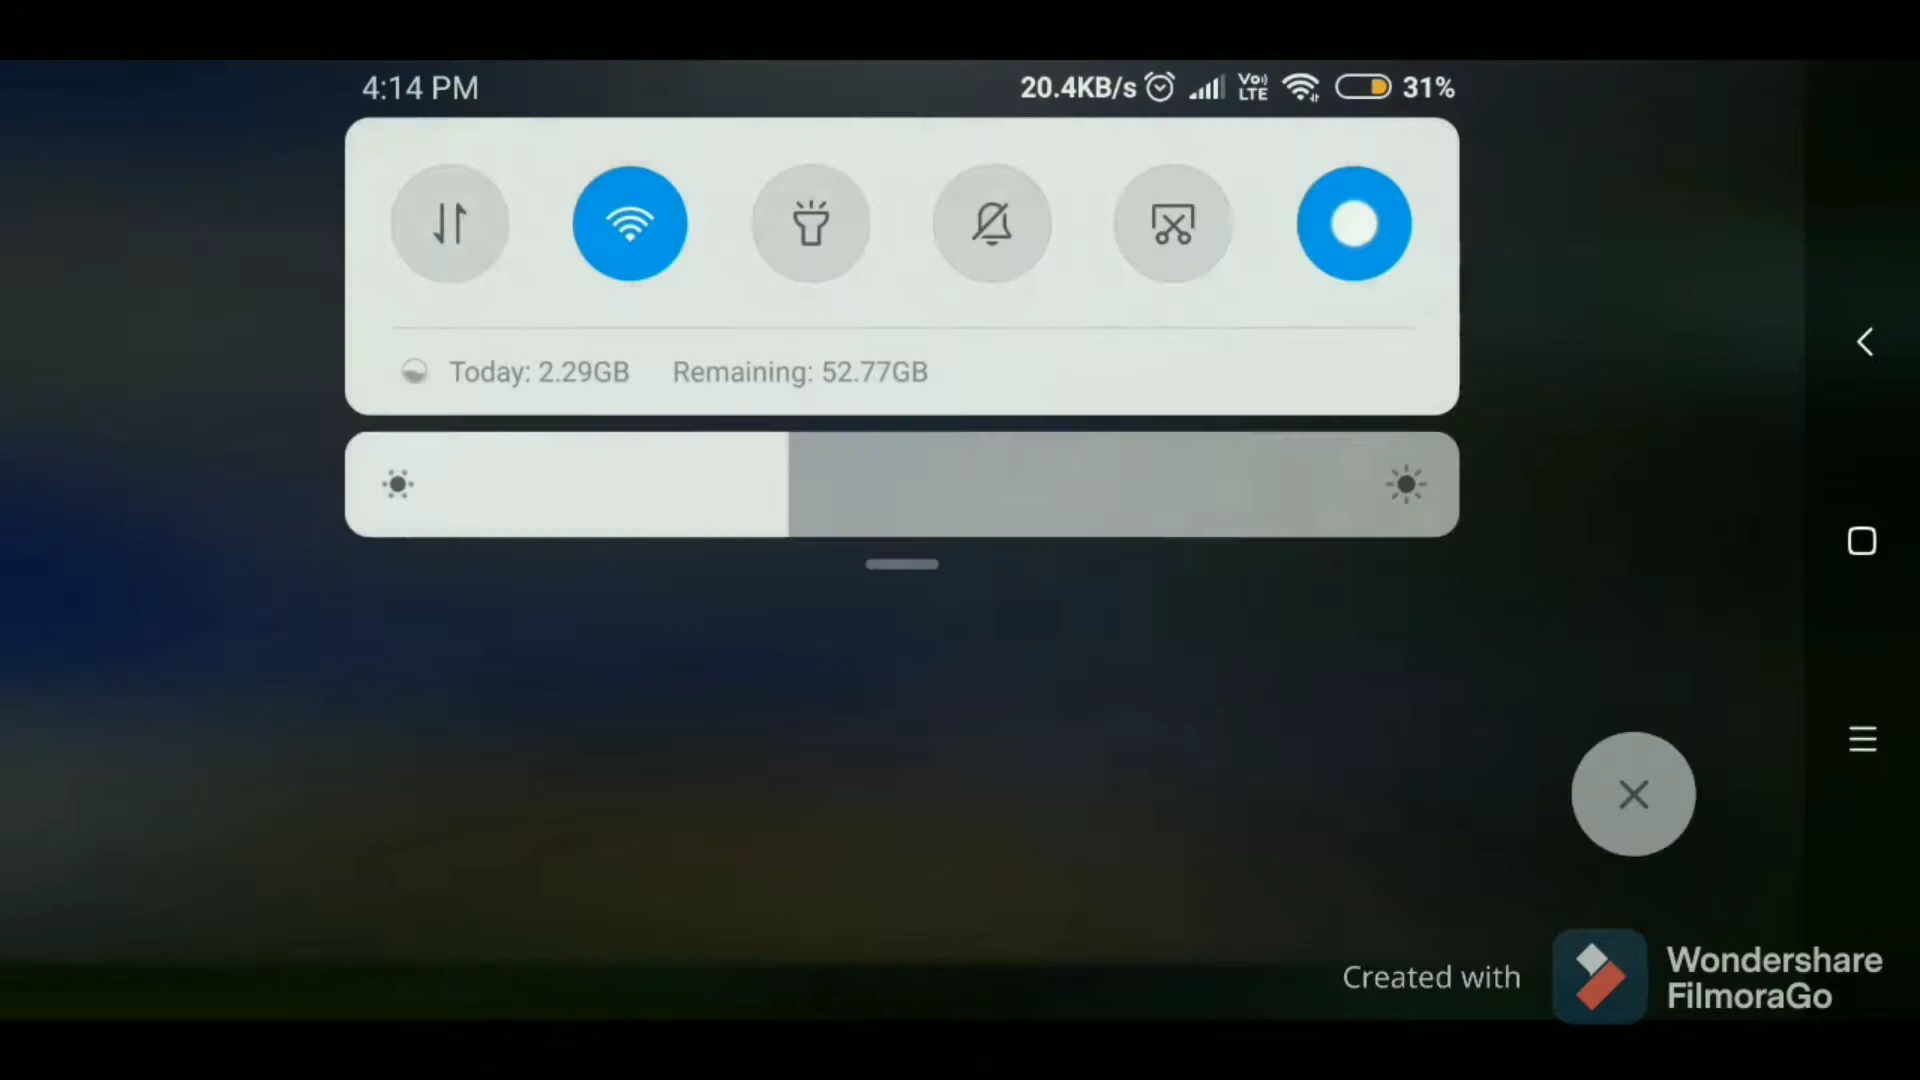 4:14 PM
20.4KB/s Vo) LTE 31%
Today: 2.29GB Remaining: 52.77GB
Created with
Wondershare
FilmoraGo